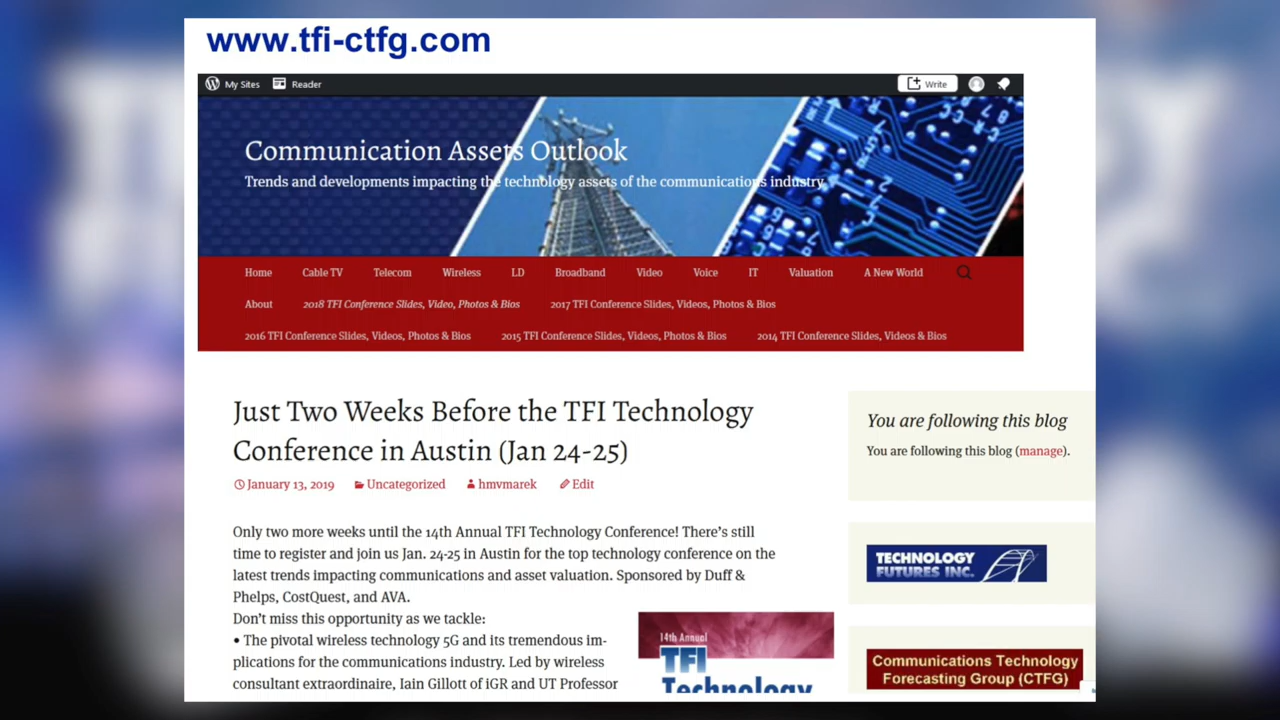 www.tfi-ctfg.com
My Sites Reader Write
Communication Assets Outlook
Trends and developments impacting the technology assets of the communications industry
Home Cable TV Telecom Wireless LD Broadband Video Voice IT Valuation A New World
About 2018 TFI Conference Slides, Video, Photos & Bios 2017 TFI Conference Slides, Videos, Photos & Bios
2016 TFI Conference Slides, Videos, Photos & Bios 2015 TFI Conference Slides, Videos, Photos & Bios 2014 TFI Conference Slides, Videos & Bios
Just Two Weeks Before the TFI Technology
Conference in Austin (Jan 24-25)
January 13, 2019 Uncategorized hmvmarek Edit
Only two more weeks until the 14th Annual TFI Technology Conference! There’s still
time to register and join us Jan. 24-25 in Austin for the top technology conference on the
latest trends impacting communications and asset valuation. Sponsored by Duff &
Phelps, CostQuest, and AVA.
Don’t miss this opportunity as we tackle:
• The pivotal wireless technology 5G and its tremendous im-
plications for the communications industry. Led by wireless
consultant extraordinaire, Iain Gillott of iGR and UT Professor
14th Annual
TFI
Technology
You are following this blog
You are following this blog (manage).
TECHNOLOGY
FUTURES INC.
Communications Technology
Forecasting Group (CTFG)